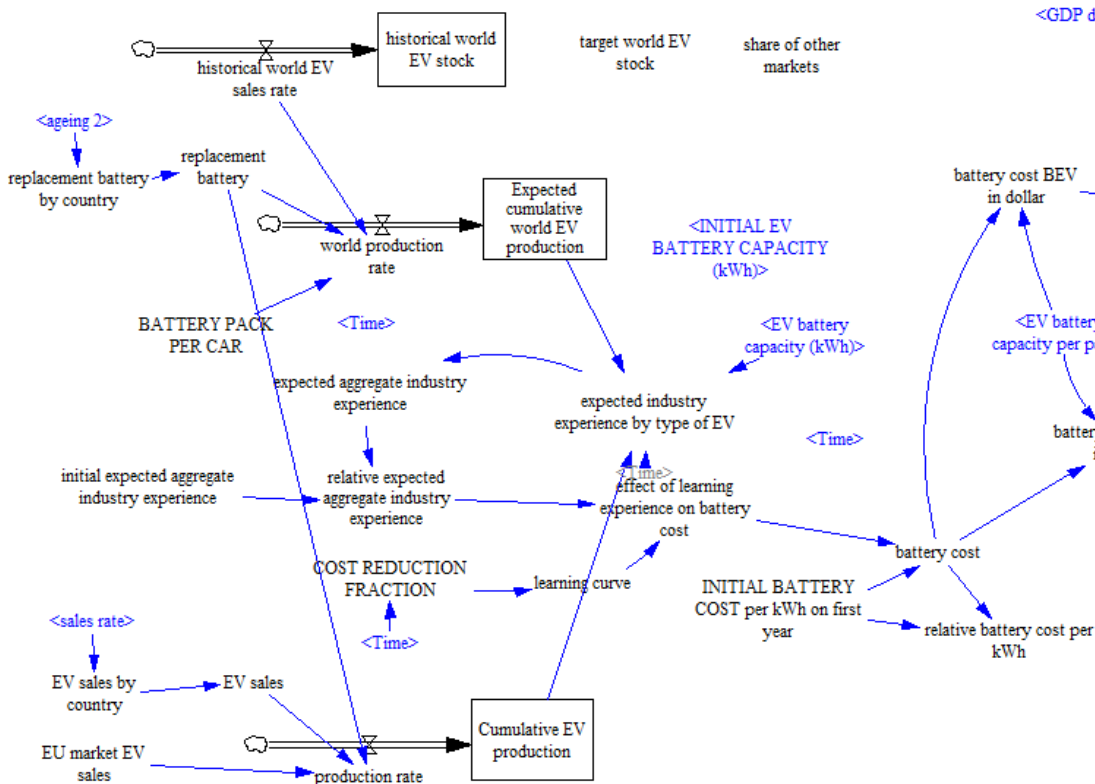 <GDP d
historical world
EV stock
target world EV
stock
share of other
markets
historical world EV
sales rate
<ageing 2>
replacement battery
by country
replacement
battery
Expected
cumulative
world EV
production
battery cost BEV
in dollar
world production
rate
<INITIAL EV
BATTERY CAPACITY
(kWh)>
BATTERY PACK
PER CAR
<Time>
<EV battery
capacity (kWh)>
<EV battery
capacity per pa
expected aggregate industry
experience
expected industry
experience by type of EV
<Time>
battery
i
initial expected aggregate
industry experience
relative expected
aggregate industry
experience
<Time>
effect of learning
experience on battery
cost
battery cost
COST REDUCTION
FRACTION
learning curve
INITIAL BATTERY
COST per kWh on first
year
relative battery cost per
kWh
<sales rate>
<Time>
EV sales by
country
EV sales
Cumulative EV
production
EU market EV
sales
production rate